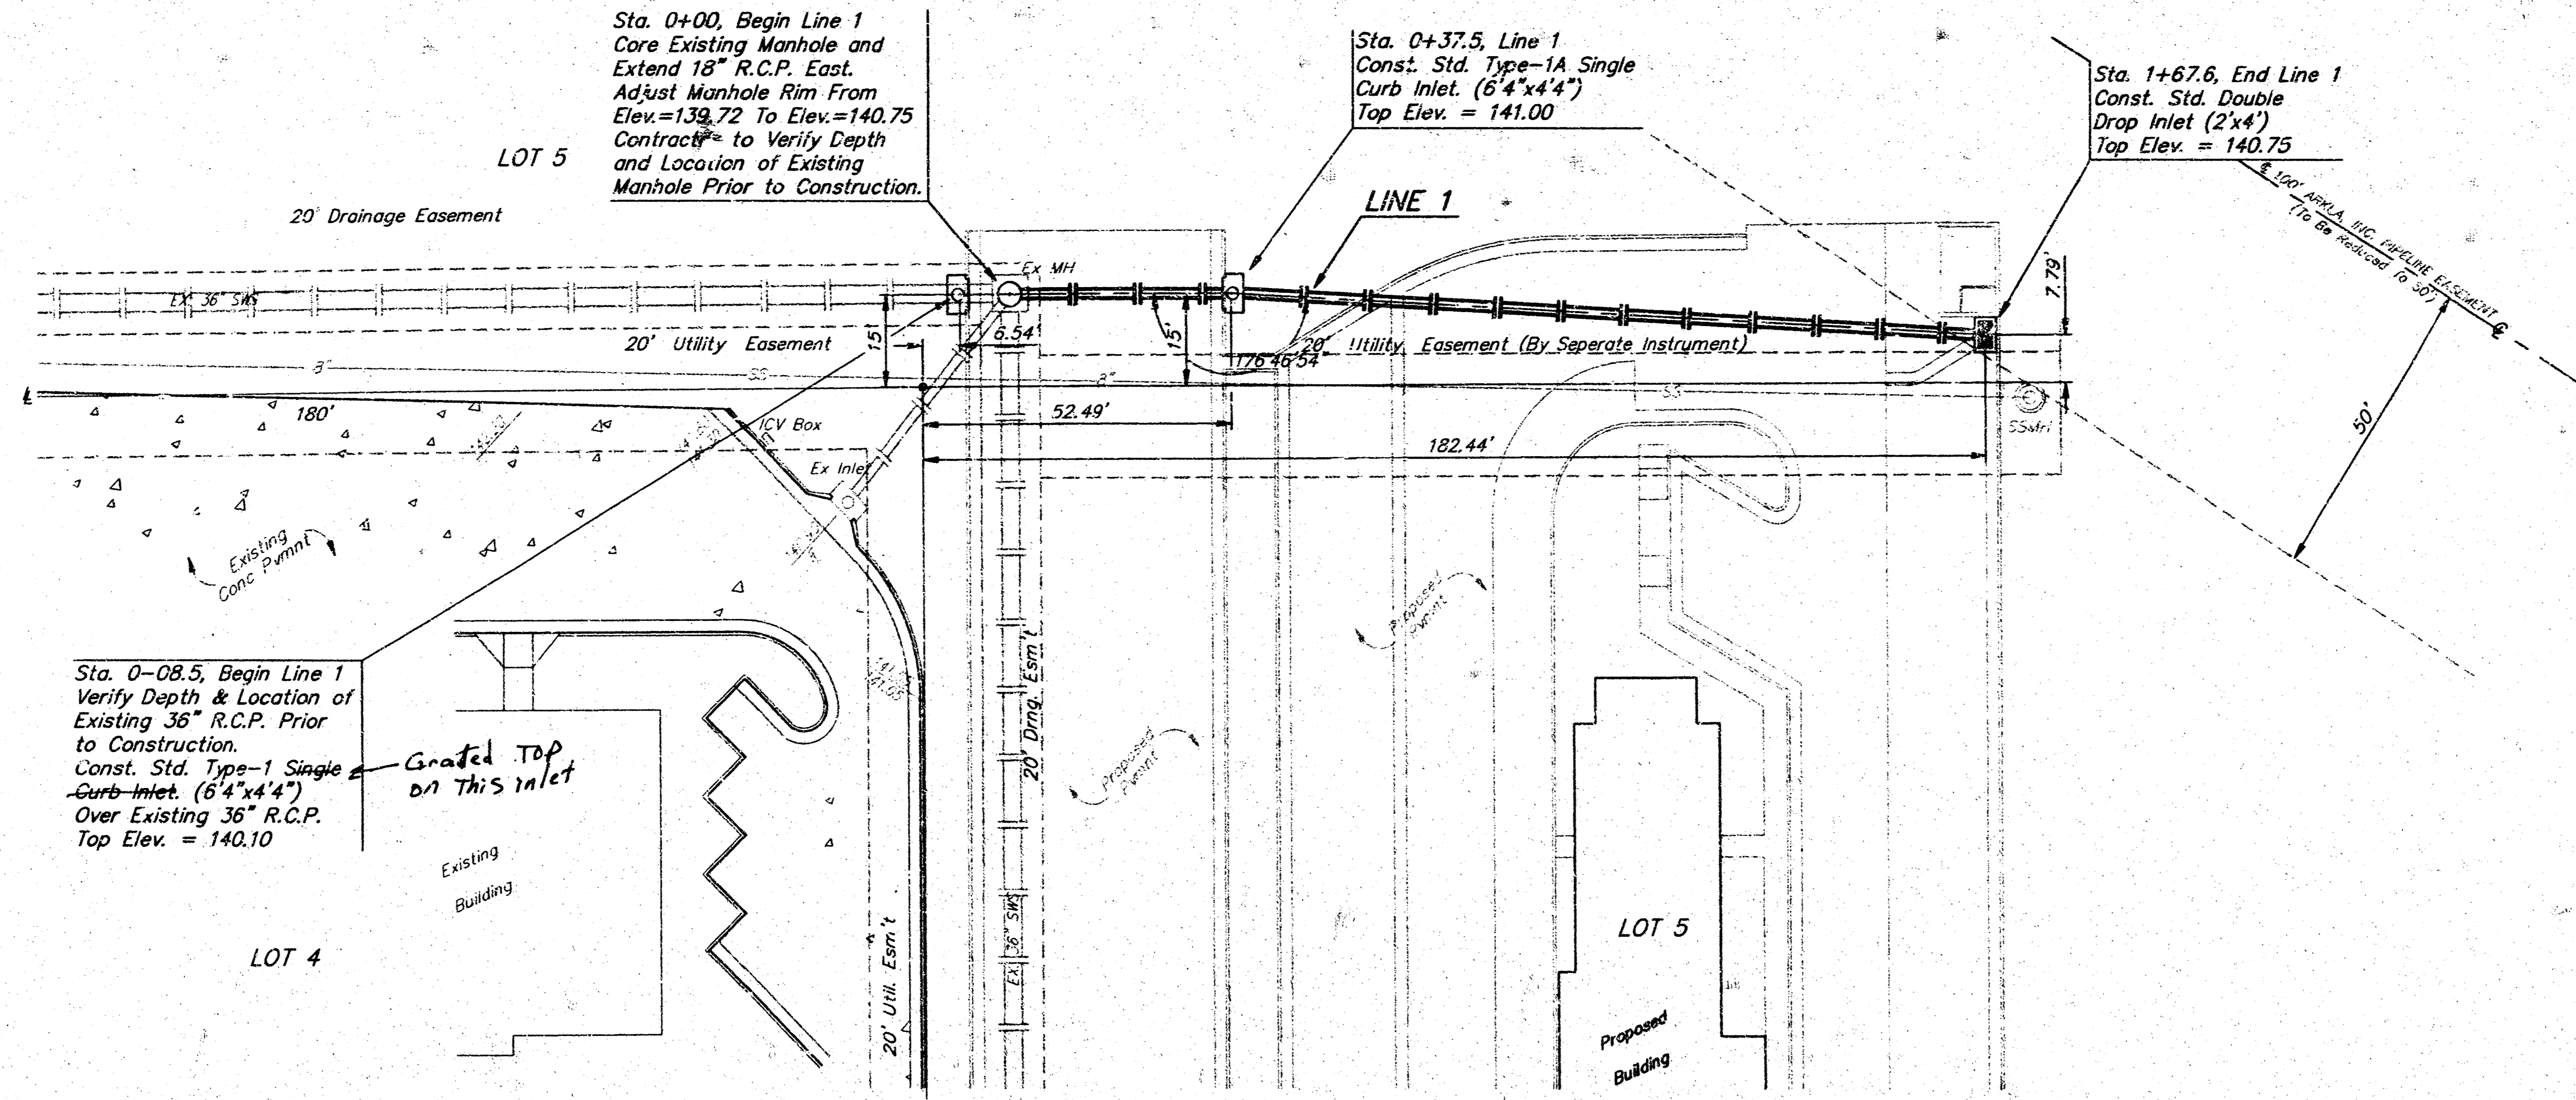 Sta. 0+00, Begin Line 1
Core Existing Manhole and
Extend 18" R.C.P. East.
Adjust Manhole Rim From
Elev.=139.72 To Elev.=140.75
to Verify Depth
and Location of Existing
Manhole Prior to Construction.
Sta. 0+37.5, Line 1
Const. Std. Type-1A Single
Curb Inlet. (6'4"x4'4")
Top Elev. = 141.00
Sta. 1+67.6, End Line 1
Const. Std. Double
Drop Inlet (2'x4')
Top Elev. = 140.75
LOT 5
20' Drainage Easement
LINE 1
℄ 100' ARKLA, INC. PIPELINE EASEMENT ℄
(To Be Reduced To 50')
Ex MH
EX. 36" SWS
7.79'
15'
6.54'
15'
20' Utility Easement
20' Utility Easement (By Seperate Instrument)
176 46'54"
8"
SS
8"
SS
180'
52.49'
ICV Box
182.44'
Ex Inlet
50'
Existing
Conc Pvmnt
Proposed
Pvmnt
Sta. 0-08.5, Begin Line 1
Verify Depth & Location of
Existing 36" R.C.P. Prior
to Construction.
Const. Std. Type-1 Single
Curb Inlet. (6'4"x4'4")
Over Existing 36" R.C.P.
Top Elev. = 140.10
Grated TOP
on This inlet
20' Drng. Esm't
Proposed
Pvmnt
Existing
Building
20' Util. Esm't
EX. 36" SWS
LOT 4
LOT 5
Proposed
Building